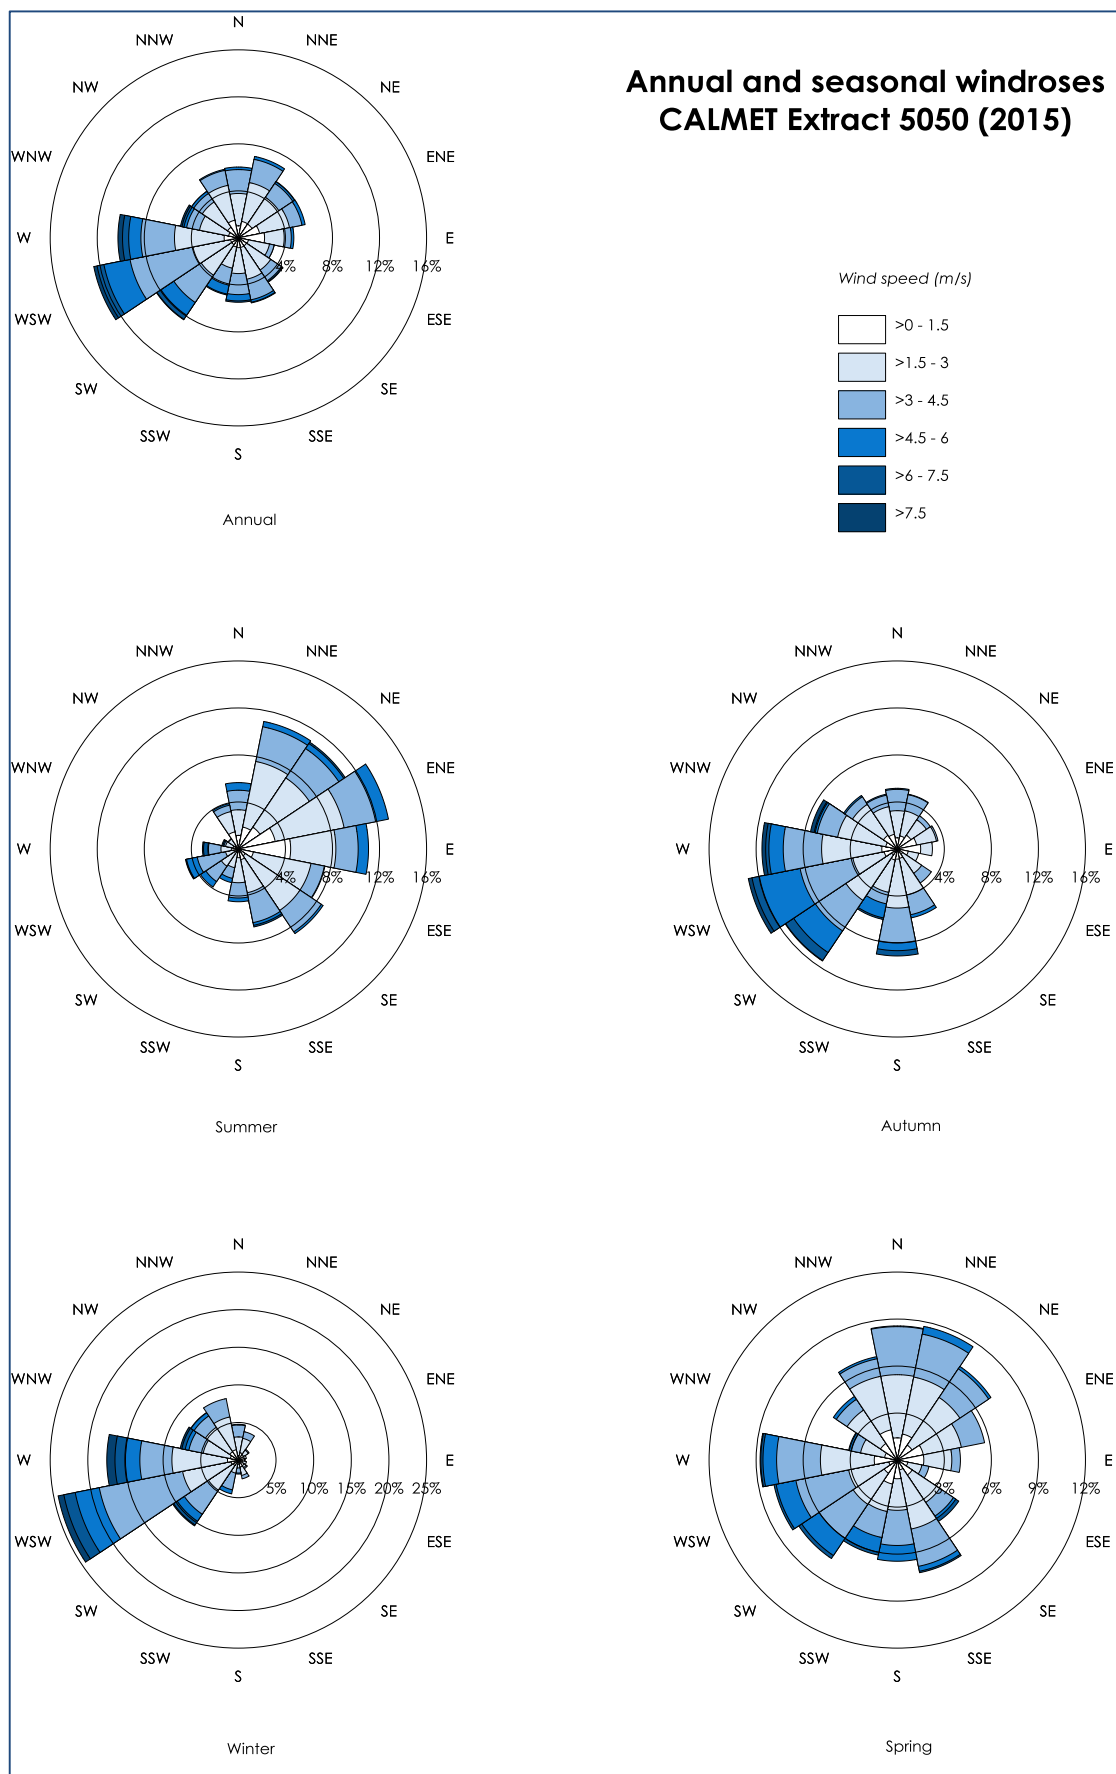 Annual and seasonal windroses
CALMET Extract 5050 (2015)
N
NNW
NNE
NW
NE
WNW
ENE
W
E
4%
8%
12%
16%
WSW
ESE
SW
SE
SSW
SSE
S
Annual
Wind speed (m/s)
>0 - 1.5
>1.5 - 3
>3 - 4.5
>4.5 - 6
>6 - 7.5
>7.5
N
NNW
NNE
NW
NE
WNW
ENE
W
E
4%
8%
12%
16%
WSW
ESE
SW
SE
SSW
SSE
S
Summer
N
NNW
NNE
NW
NE
WNW
ENE
W
E
4%
8%
12%
16%
WSW
ESE
SW
SE
SSW
SSE
S
Autumn
N
NNW
NNE
NW
NE
WNW
ENE
W
E
5%
10%
15%
20%
25%
WSW
ESE
SW
SE
SSW
SSE
S
Winter
N
NNW
NNE
NW
NE
WNW
ENE
W
E
3%
6%
9%
12%
WSW
ESE
SW
SE
SSW
SSE
S
Spring